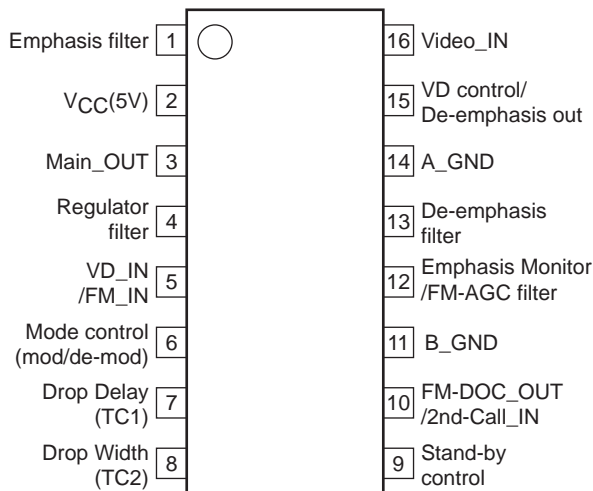 Emphasis filter 1
VCC(5V) 2
Main_OUT 3
Regulator
filter 4
VD_IN
/FM_IN 5
Mode control
(mod/de-mod) 6
Drop Delay
(TC1) 7
Drop Width
(TC2) 8
16 Video_IN
15 VD control/
De-emphasis out
14 A_GND
13 De-emphasis
filter
12 Emphasis Monitor
/FM-AGC filter
11 B_GND
10 FM-DOC_OUT
/2nd-Call_IN
9 Stand-by
control